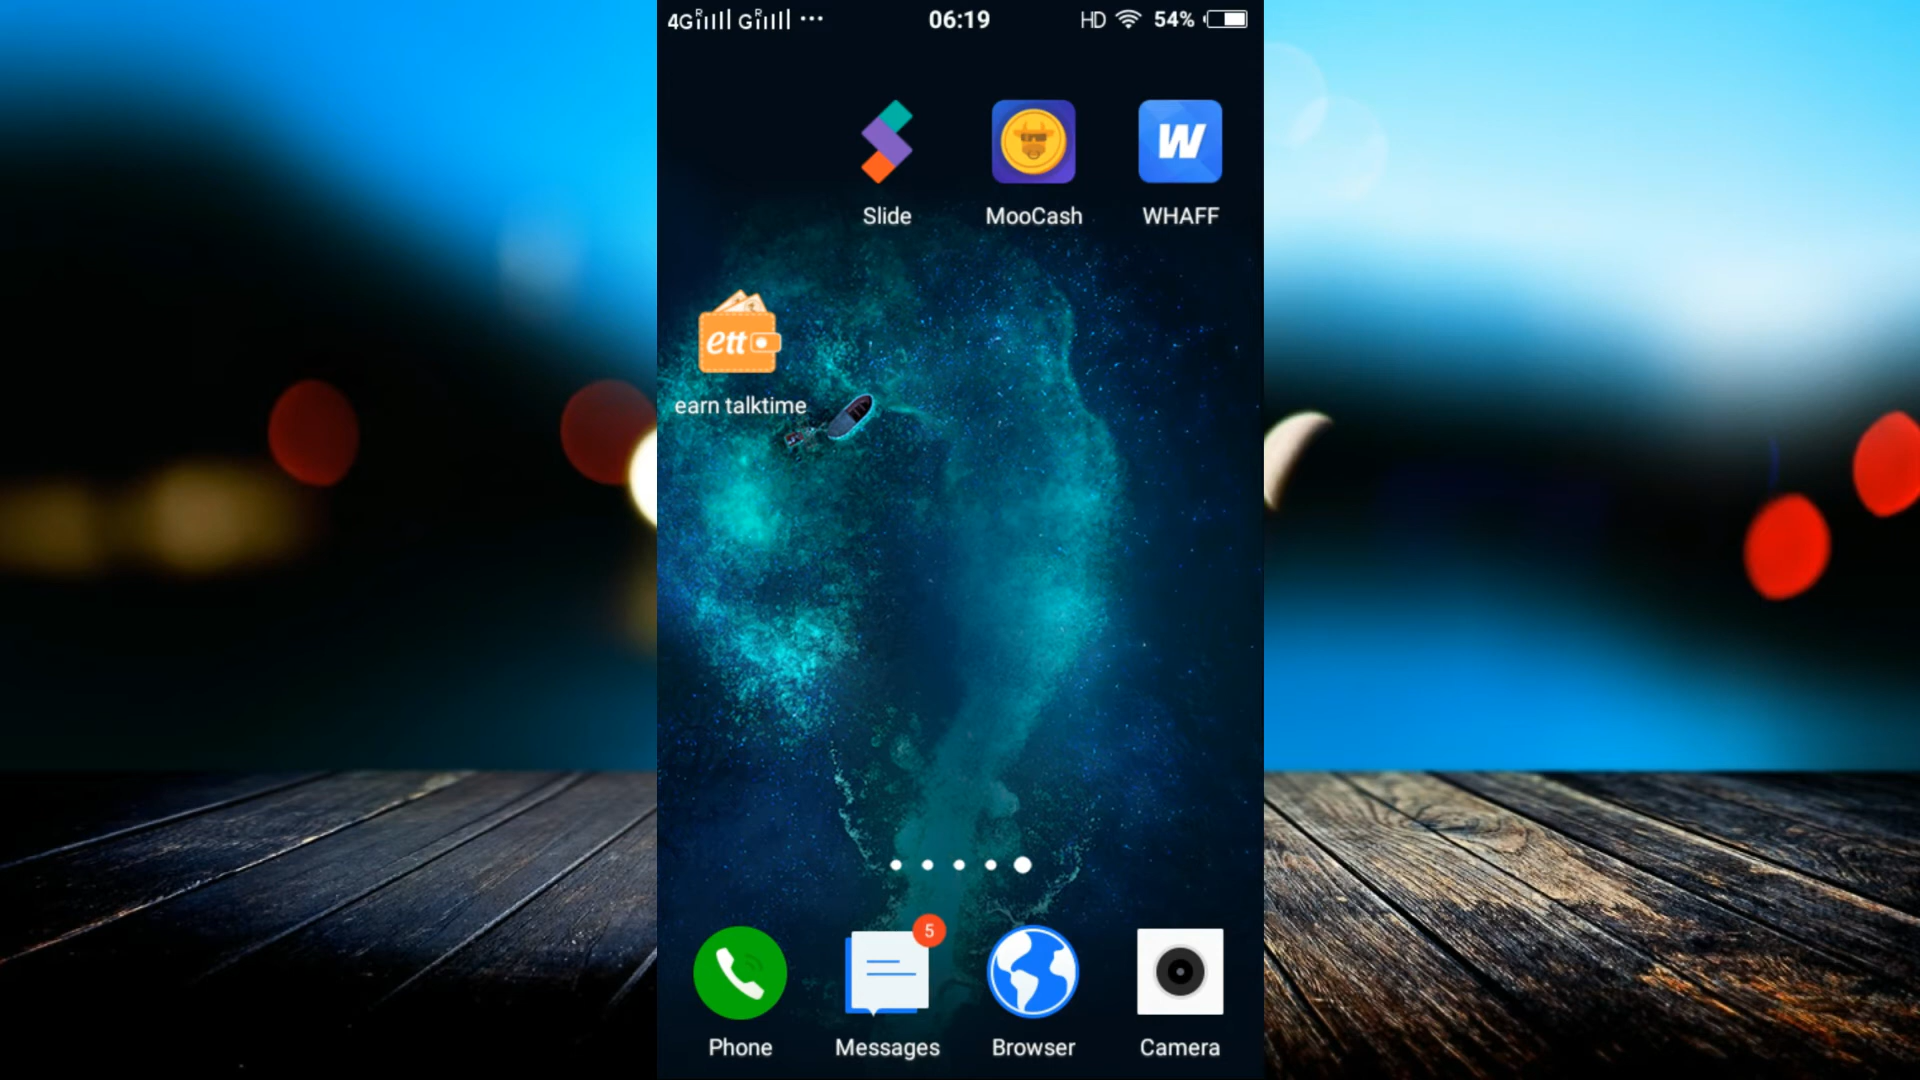 4G R G R ... 06:19 HD 54%
Slide MooCash WHAFF
ett
earn talktime
5
Phone Messages Browser Camera